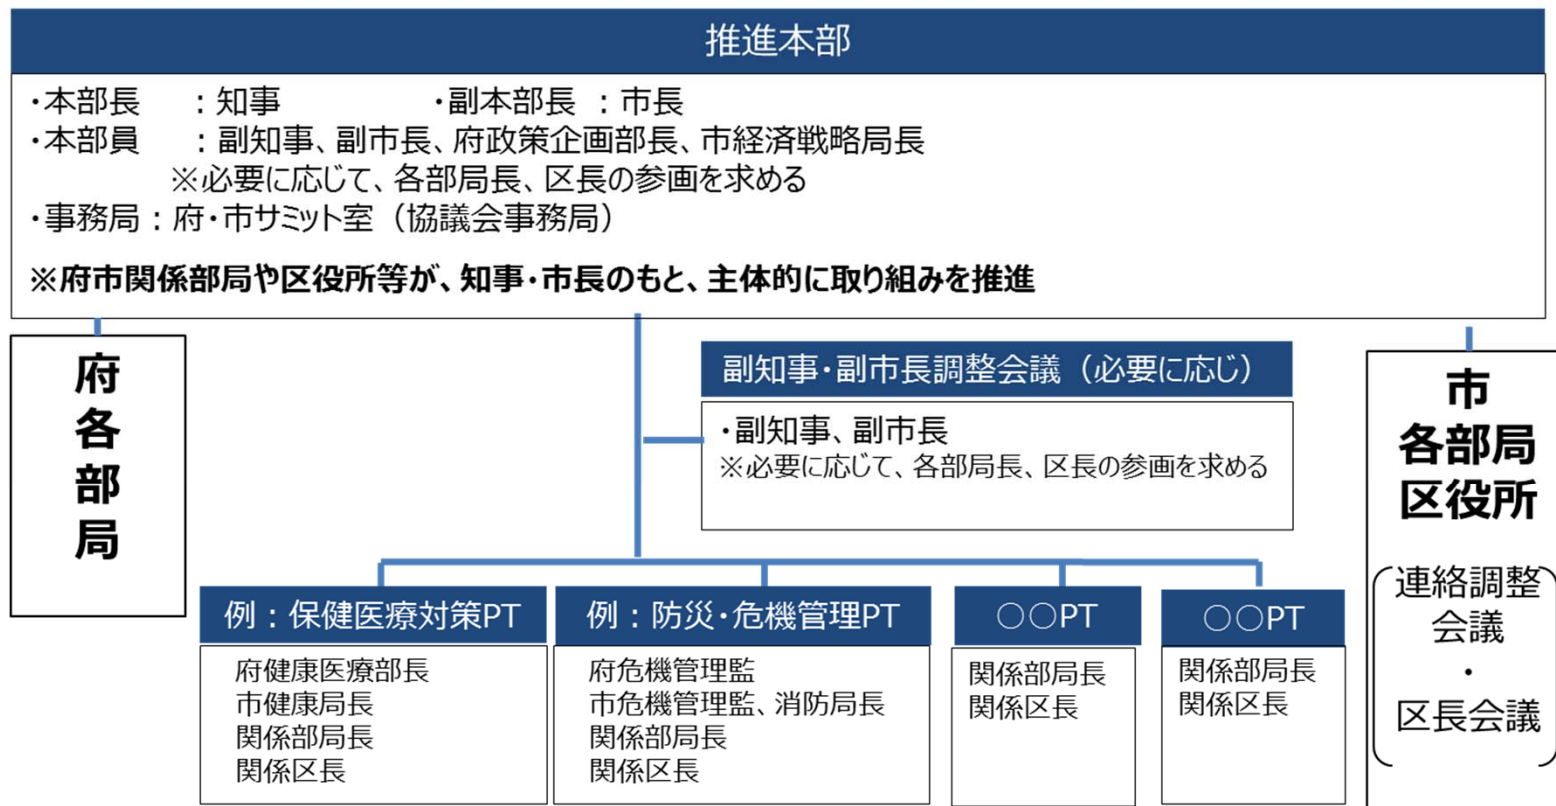 推進本部
・本部長　：知事　　　・副本部長：市長
・本部員　：副知事、副市長、府政策企画部長、市経済戦略局長
※必要に応じて、各部局長、区長の参画を求める
・事務局：府・市サミット室（協議会事務局）
※府市関係部局や区役所等が、知事・市長のもと、主体的に取り組みを推進
府
各
部
局
副知事・副市長調整会議（必要に応じ）
・副知事、副市長
※必要に応じて、各部局長、区長の参画を求める
市
各部局
区役所
連絡調整
会議
・
区長会議
例：保健医療対策PT
府健康医療部長
市健康局長
関係部局長
関係区長
例：防災・危機管理PT
府危機管理監
市危機管理監、消防局長
関係部局長
関係区長
○○PT
関係部局長
関係区長
○○PT
関係部局長
関係区長